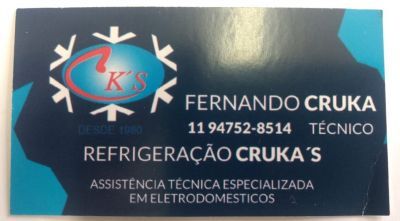 CK´S
DESDE 1980
FERNANDO CRUKA
11 94752-8514 TÉCNICO
REFRIGERAÇÃO CRUKA´S
ASSISTÊNCIA TÉCNICA ESPECIALIZADA
EM ELETRODOMESTICOS